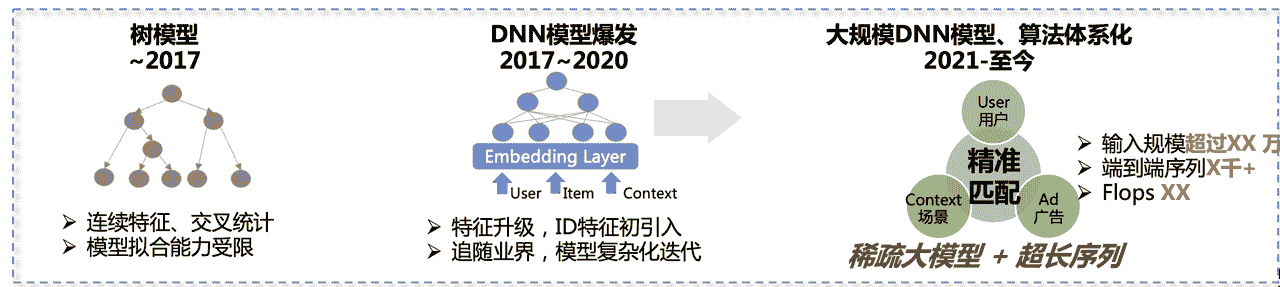 树模型
~2017
➢ 连续特征、交叉统计
➢ 模型拟合能力受限
DNN模型爆发
2017~2020
Embedding Layer
User Item Context
➢ 特征升级，ID特征初引入
➢ 追随业界，模型复杂化迭代
大规模DNN模型、算法体系化
2021-至今
User
用户
精准
匹配
Context
场景
Ad
广告
➢ 输入规模超过XX 万
➢ 端到端序列X千+
➢ Flops XX
稀疏大模型 + 超长序列